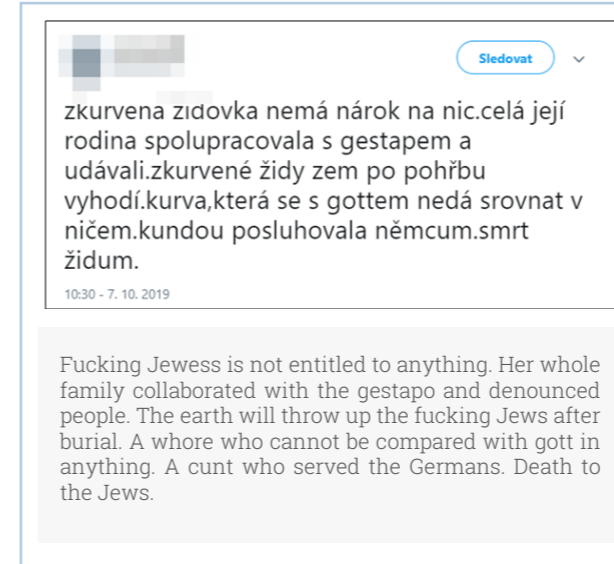 Sledovat
zkurvena židovka nemá nárok na nic.celá její
rodina spolupracovala s gestapem a
udávali.zkurvené židy zem po pohřbu
vyhodí.kurva,která se s gottem nedá srovnat v
ničem.kundou posluhovala němcum.smrt
židum.
10:30 - 7. 10. 2019
Fucking Jewess is not entitled to anything. Her whole
family collaborated with the gestapo and denounced
people. The earth will throw up the fucking Jews after
burial. A whore who cannot be compared with gott in
anything. A cunt who served the Germans. Death to
the Jews.